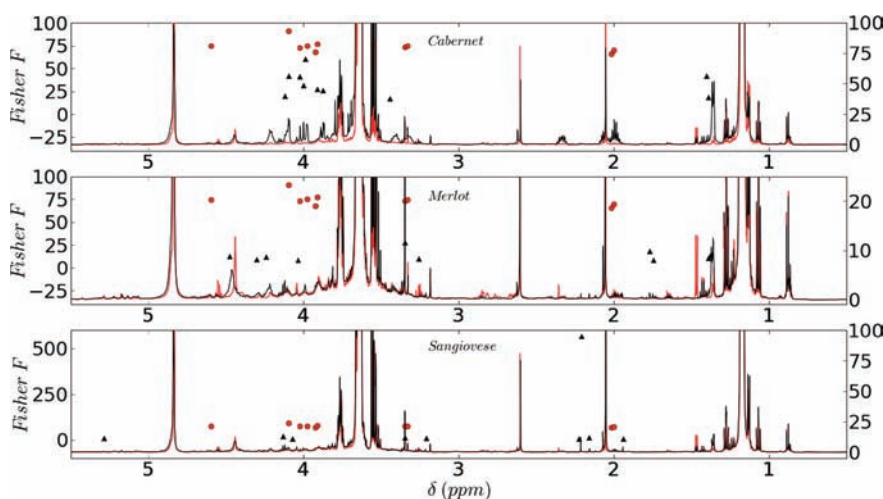 100 100
Cabernet
75 75
50
25 50
0 25
−25 0
Fisher F
5 4 3 2 1
100
Merlot
75 20
50
25 10
0
−25 0
Fisher F
5 4 3 2 1
Sangiovese 100
500 75
250 50
25
0 0
Fisher F
5 4 3 2 1
δ (ppm)